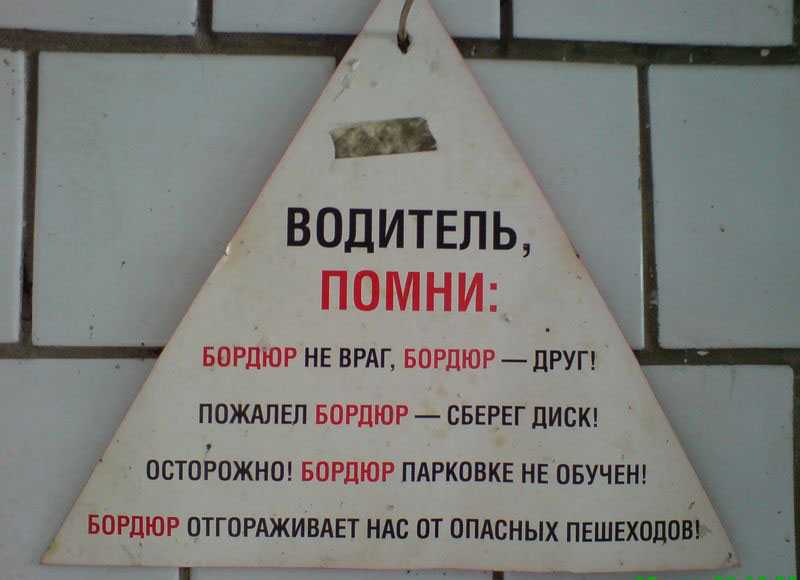 ВОДИТЕЛЬ,
ПОМНИ:
БОРДЮР НЕ ВРАГ, БОРДЮР — ДРУГ!
ПОЖАЛЕЛ БОРДЮР — СБЕРЕГ ДИСК!
ОСТОРОЖНО! БОРДЮР ПАРКОВКЕ НЕ ОБУЧЕН!
БОРДЮР ОТГОРАЖИВАЕТ НАС ОТ ОПАСНЫХ ПЕШЕХОДОВ!